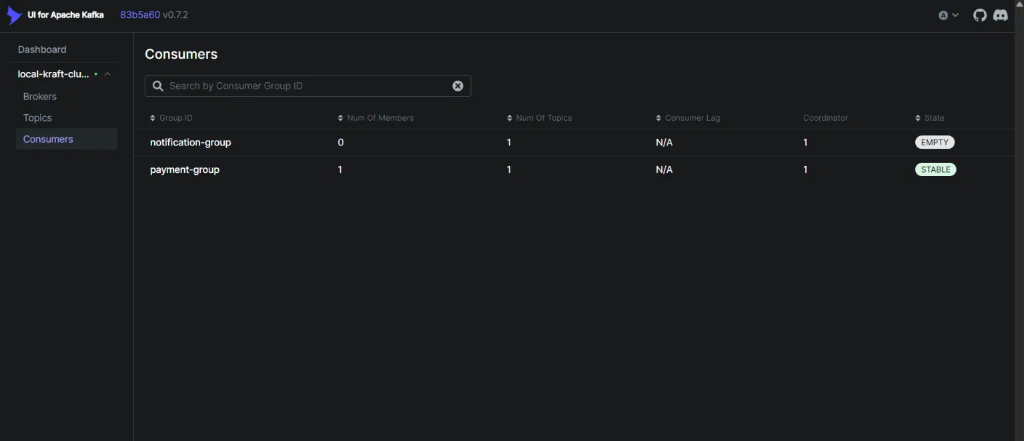 UI for Apache Kafka 83b5a60 v0.7.2 A
Dashboard
local-kraft-clu...
Brokers
Topics
Consumers
Consumers
Search by Consumer Group ID
Group ID Num Of Members Num Of Topics Consumer Lag Coordinator State
notification-group 0 1 N/A 1 EMPTY
payment-group 1 1 N/A 1 STABLE